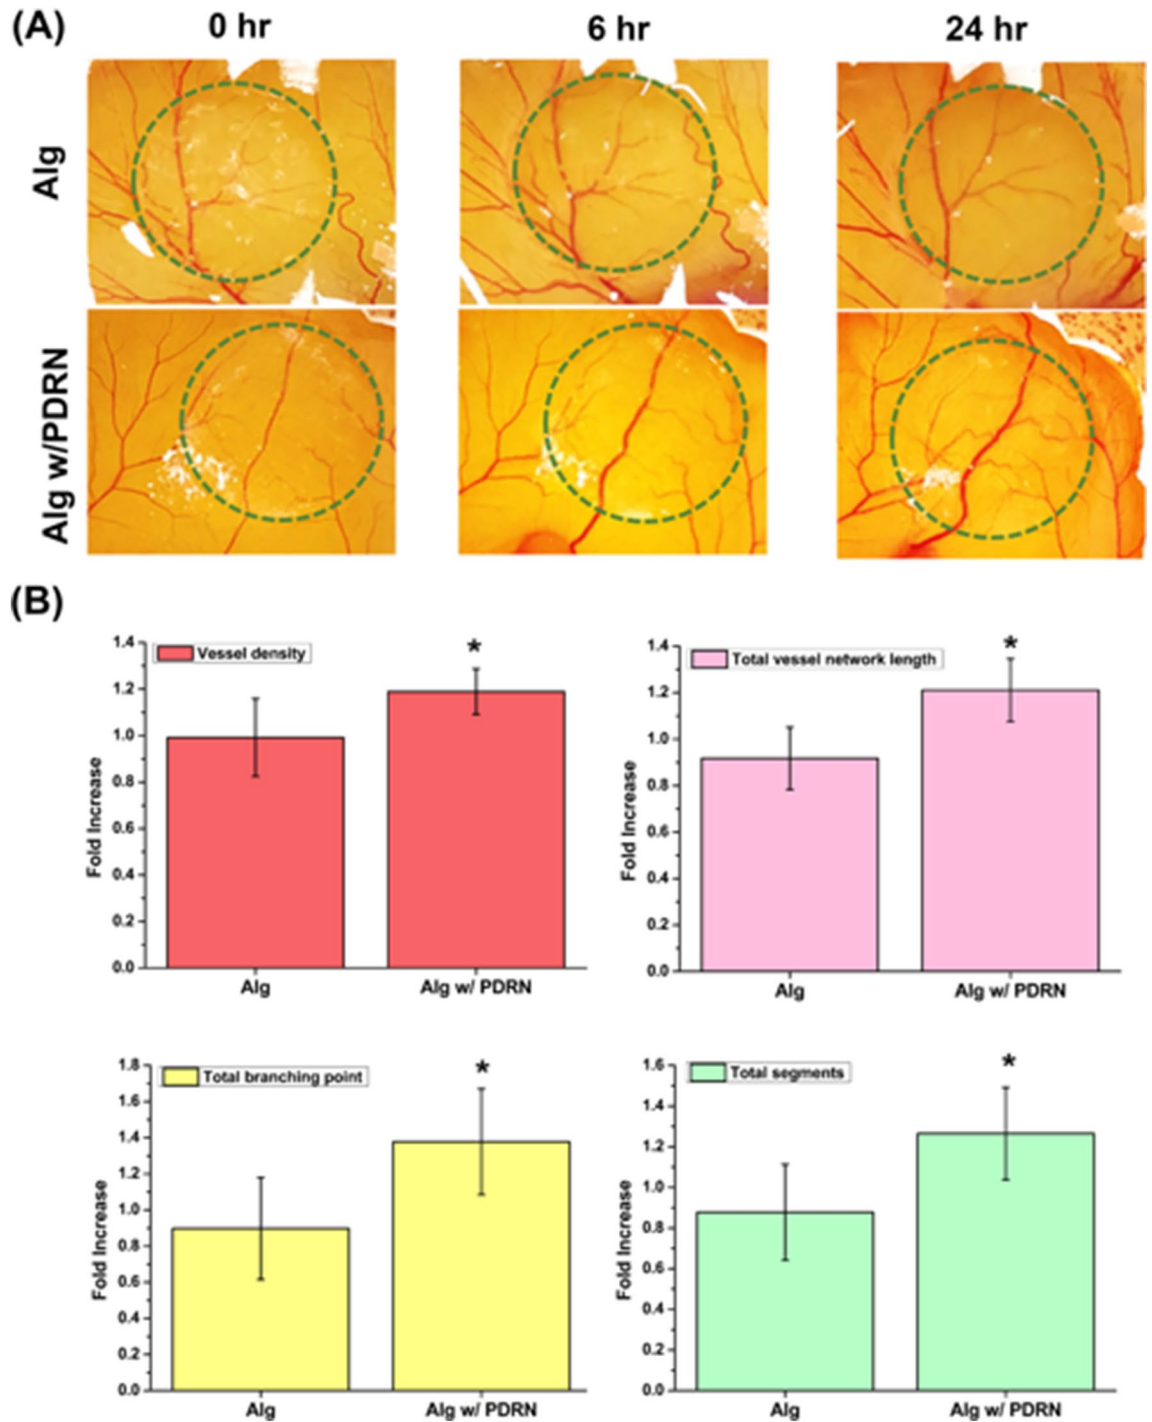 (A)
0 hr 6 hr 24 hr
Alg
Alg w/PDRN
(B)
Vessel density
*
Fold Increase
1.4
1.2
1.0
0.8
0.6
0.4
0.2
0.0
Alg Alg w/ PDRN
Total vessel network length
*
Fold Increase
1.4
1.2
1.0
0.8
0.6
0.4
0.2
0.0
Alg Alg w/ PDRN
Total branching point
*
Fold Increase
1.8
1.6
1.4
1.2
1.0
0.8
0.6
0.4
0.2
0.0
Alg Alg w/ PDRN
Total segments
*
Fold Increase
1.6
1.4
1.2
1.0
0.8
0.6
0.4
0.2
0.0
Alg Alg w/ PDRN